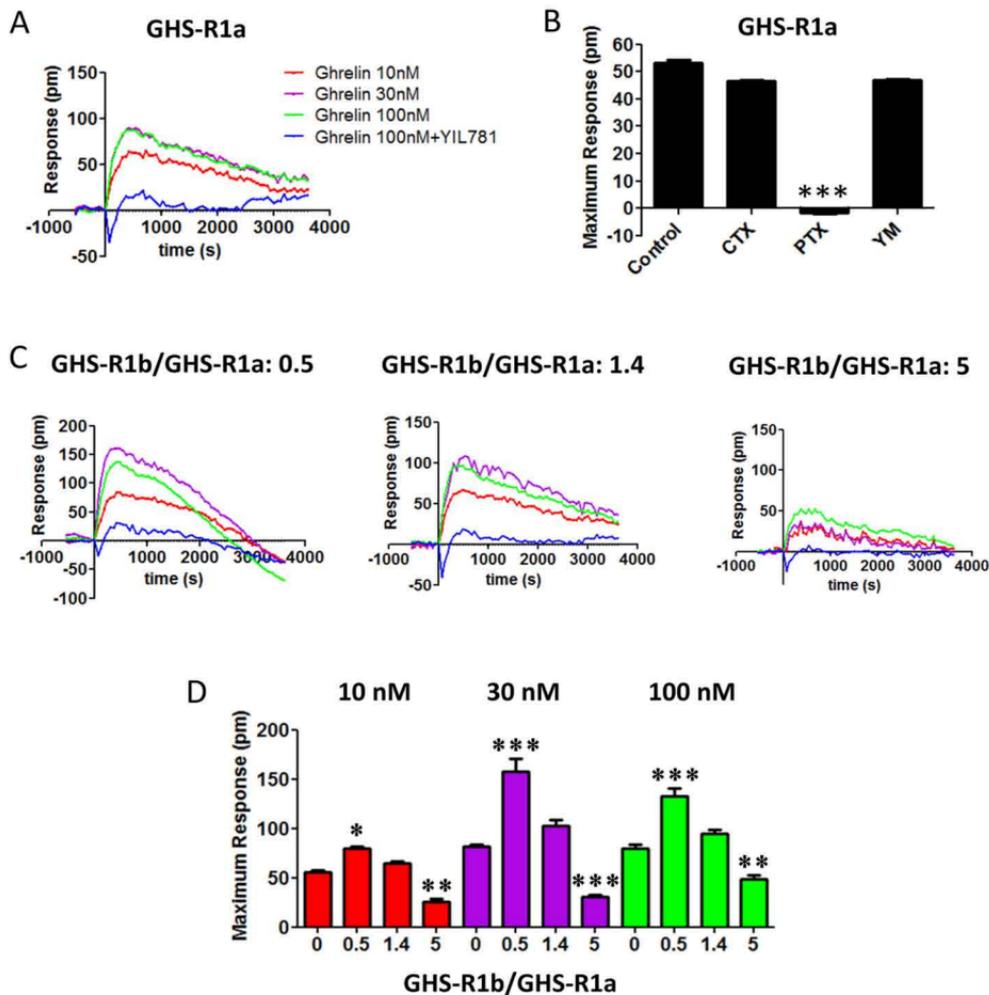 A
GHS-R1a
Response (pm)
150
100
50
-50
-1000
1000
2000
3000
4000
time (s)
Ghrelin 10nM
Ghrelin 30nM
Ghrelin 100nM
Ghrelin 100nM+YIL781
B
GHS-R1a
Maximum Response (pm)
60
50
40
30
20
10
0
-10
***
Control
CTX
PTX
YM
C
GHS-R1b/GHS-R1a: 0.5
Response (pm)
200
150
100
50
-50
-100
-1000
1000
2000
3000
4000
time (s)
GHS-R1b/GHS-R1a: 1.4
Response (pm)
150
100
50
-50
-1000
1000
2000
3000
4000
time (s)
GHS-R1b/GHS-R1a: 5
Response (pm)
150
100
50
-1000
1000
2000
3000
4000
time (s)
D
10 nM
30 nM
100 nM
Maximum Response (pm)
200
150
100
50
0
*
**
***
***
***
**
0 0.5 1.4 5 0 0.5 1.4 5 0 0.5 1.4 5
GHS-R1b/GHS-R1a